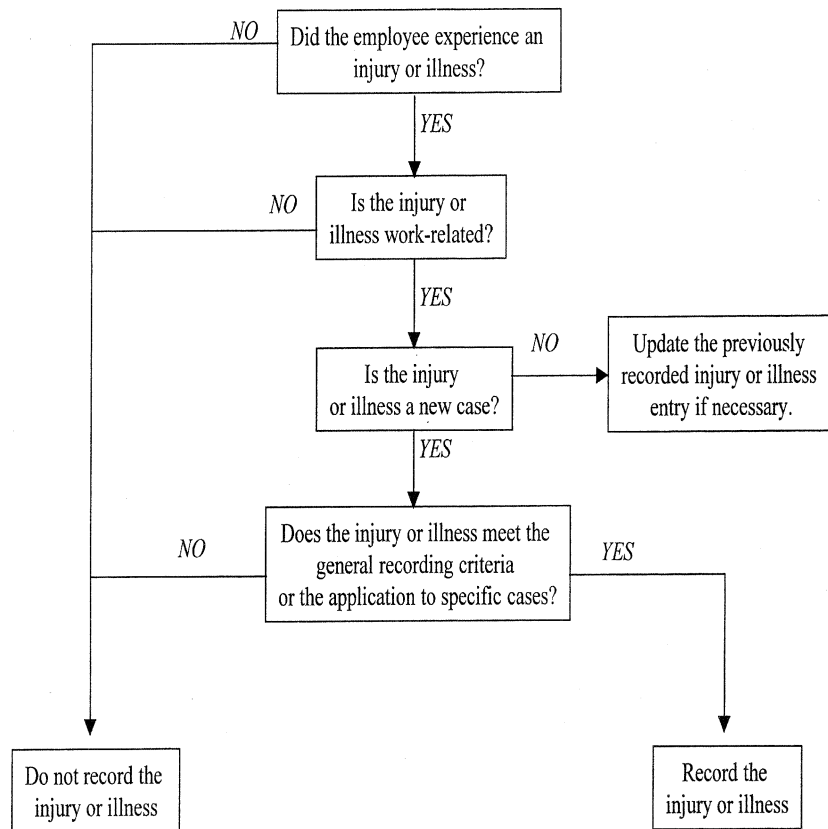 NO
Did the employee experience an
injury or illness?
YES
NO
Is the injury or
illness work-related?
YES
NO
Update the previously
recorded injury or illness
entry if necessary.
Is the injury
or illness a new case?
YES
NO
Does the injury or illness meet the
general recording criteria
or the application to specific cases?
YES
Do not record the
injury or illness
Record the
injury or illness